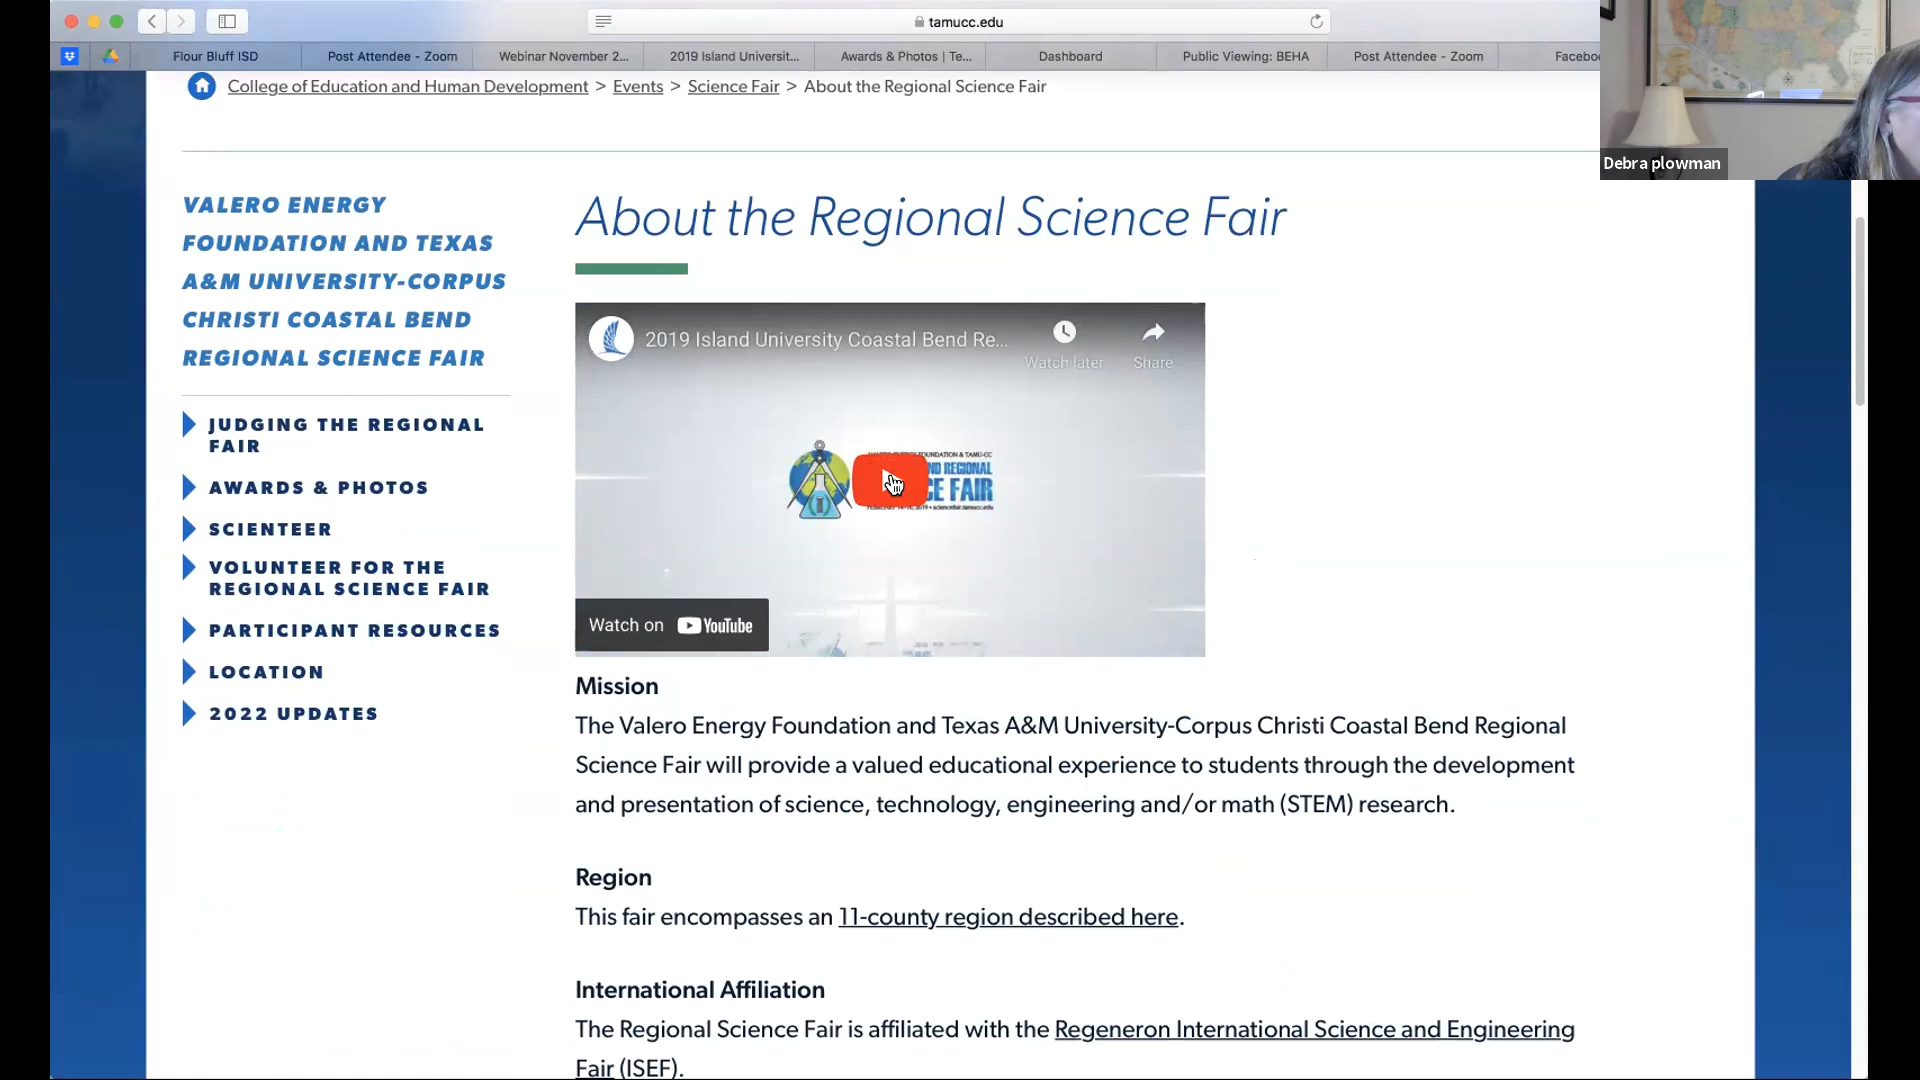 tamucc.edu
Flour Bluff ISD
Post Attendee - Zoom
Webinar November 2...
2019 Island Universit...
Awards & Photos | Te...
Dashboard
Public Viewing: BEHA
Post Attendee - Zoom
Facebo
College of Education and Human Development > Events > Science Fair > About the Regional Science Fair
Debra plowman
VALERO ENERGY
FOUNDATION AND TEXAS
A&M UNIVERSITY-CORPUS
CHRISTI COASTAL BEND
REGIONAL SCIENCE FAIR
JUDGING THE REGIONAL
FAIR
AWARDS & PHOTOS
SCIENTEER
VOLUNTEER FOR THE
REGIONAL SCIENCE FAIR
PARTICIPANT RESOURCES
LOCATION
2022 UPDATES
About the Regional Science Fair
2019 Island University Coastal Bend Re...
Watch later
Share
FOUNDATION & TAMU-CC
ND REGIONAL
CE FAIR
Watch on YouTube
Mission
The Valero Energy Foundation and Texas A&M University-Corpus Christi Coastal Bend Regional
Science Fair will provide a valued educational experience to students through the development
and presentation of science, technology, engineering and/or math (STEM) research.
Region
This fair encompasses an 11-county region described here.
International Affiliation
The Regional Science Fair is affiliated with the Regeneron International Science and Engineering
Fair (ISEF).